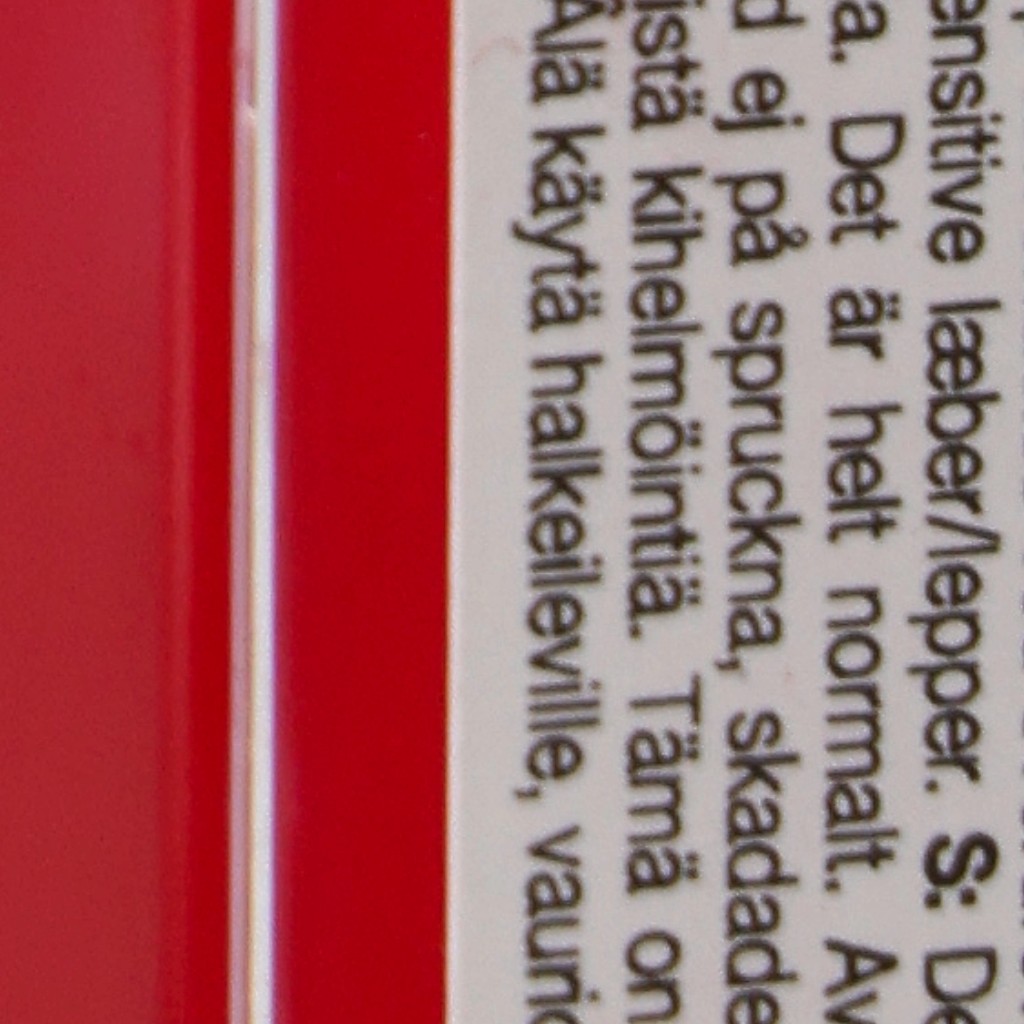 ensitive læber/lepper. S: De
a. Det är helt normalt. Av
d ej på spruckna, skadade
istä kihelmöintiä. Tämä on
Älä käytä halkeileville, vaurio